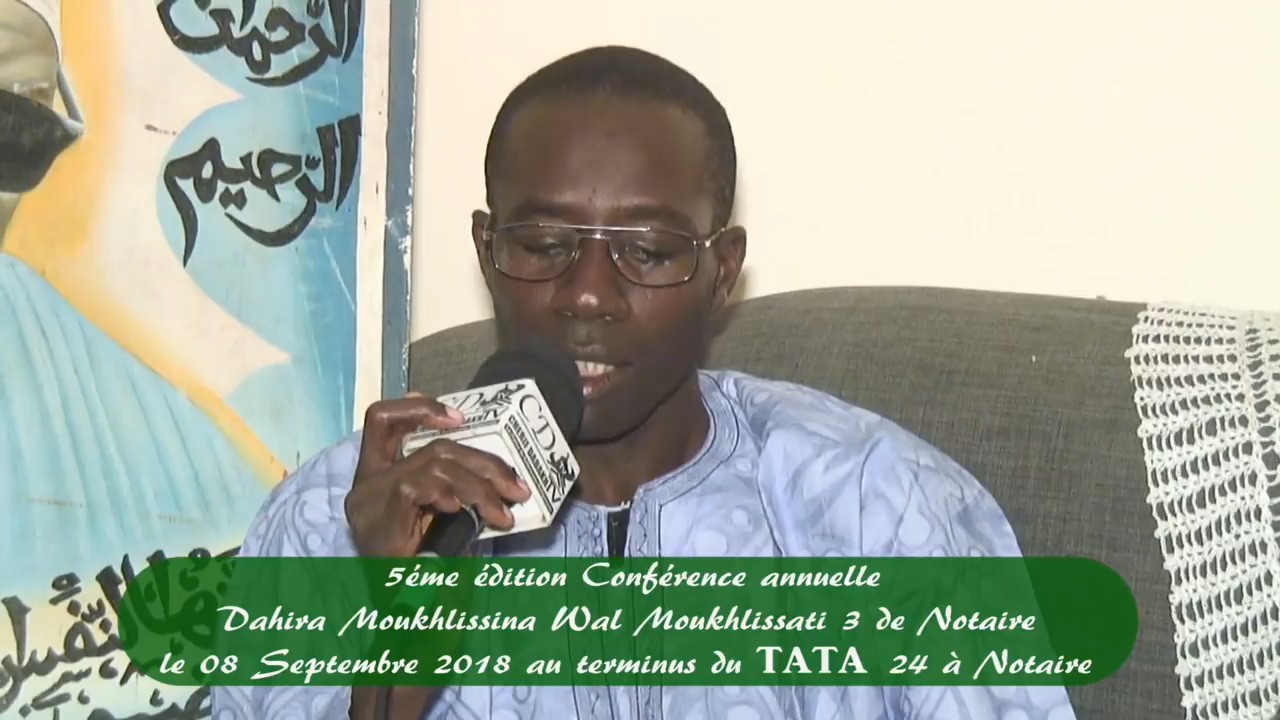 الرحمن
الرحيم
CD
5éme édition Conférence annuelle
Dahira Moukhlissina Wal Moukhlissati 3 de Notaire
le 08 Septembre 2018 au terminus du TATA 24 à Notaire